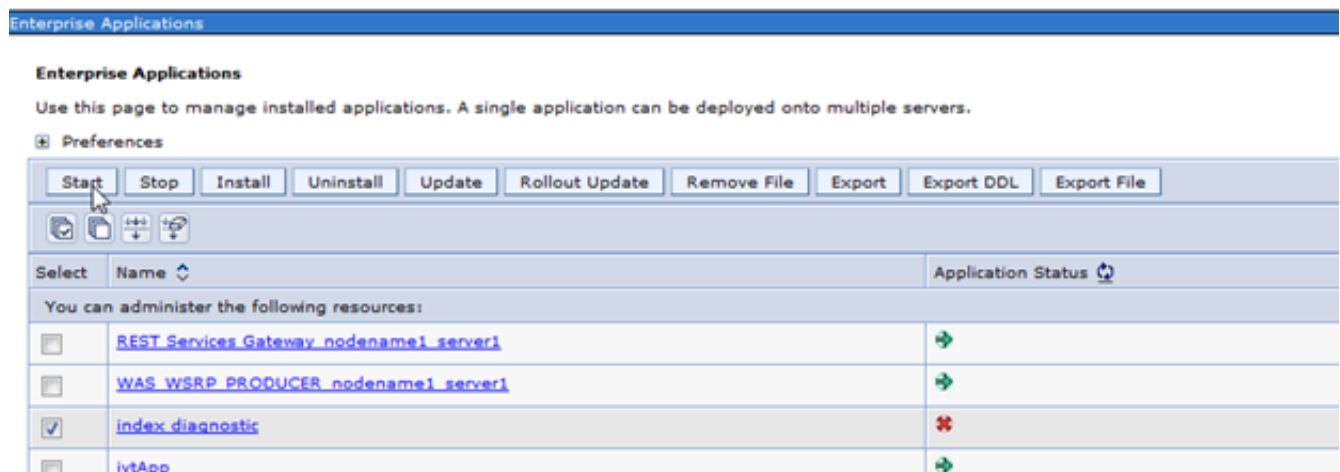 Enterprise Applications
Enterprise Applications
Use this page to manage installed applications. A single application can be deployed onto multiple servers.
Preferences
Start Stop Install Uninstall Update Rollout Update Remove File Export Export DDL Export File
Select Name Application Status
You can administer the following resources:
REST Services Gateway nodename1 server1
WAS WSRP PRODUCER nodename1 server1
index diagnostic
ivtApp